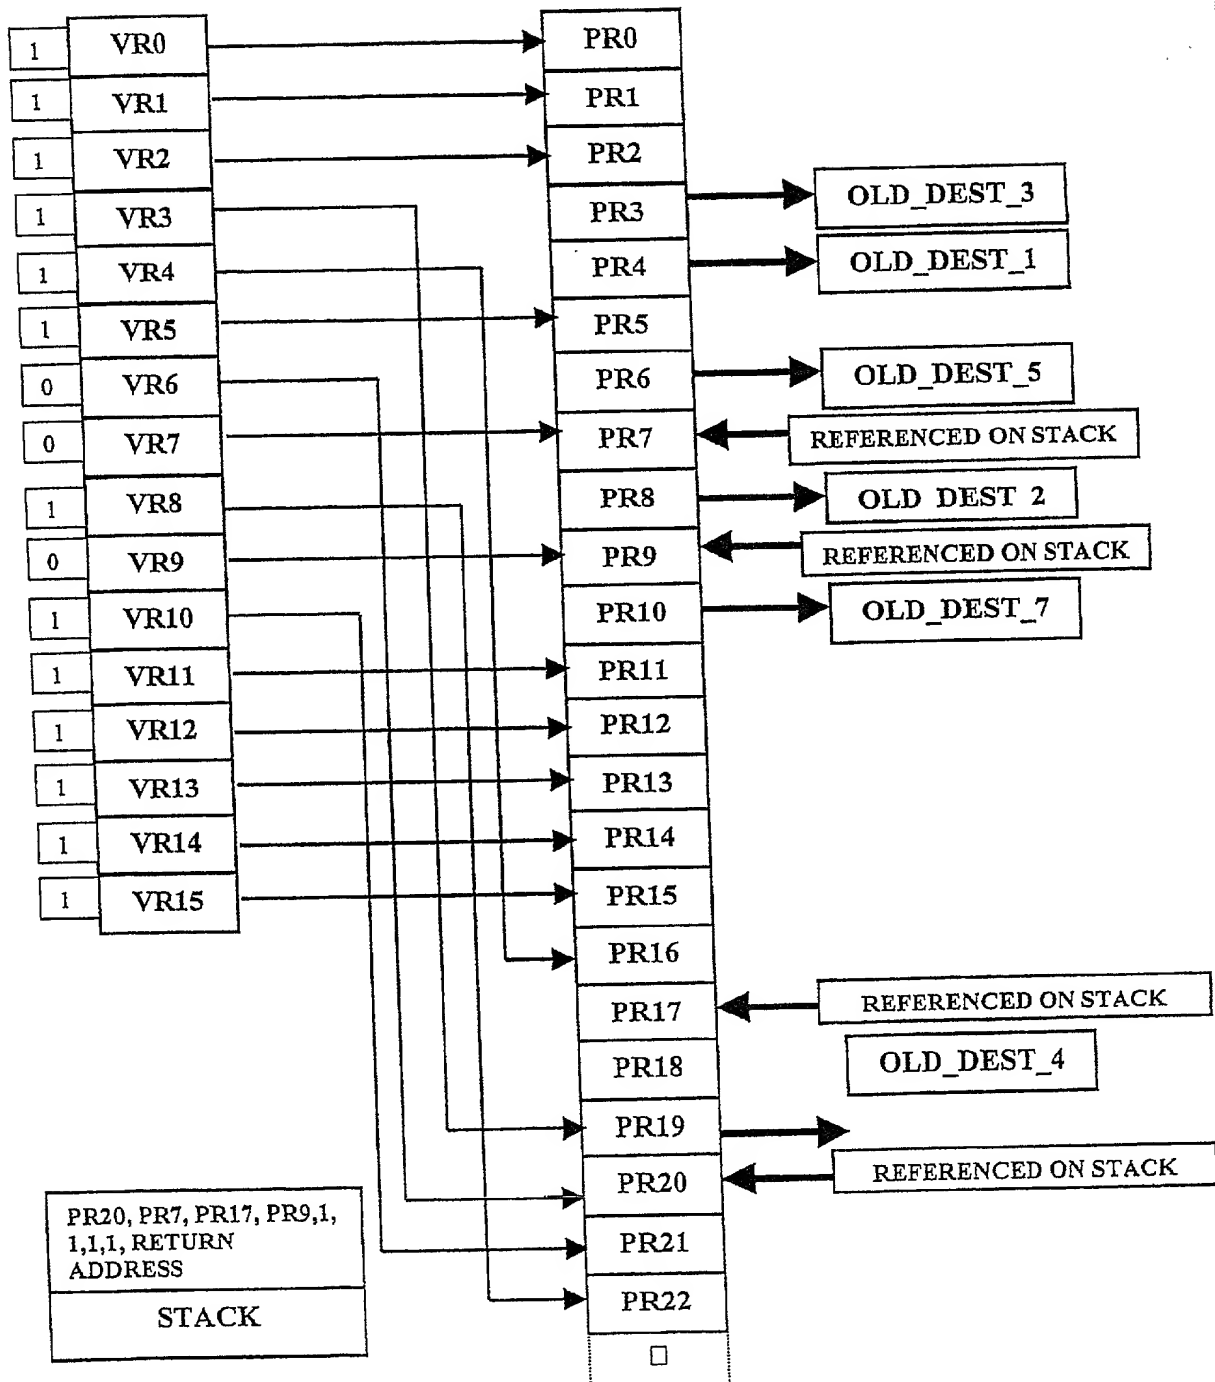 1 VR0 PR0
1 VR1 PR1
1 VR2 PR2
1 VR3 PR3 OLD_DEST_3
1 VR4 PR4 OLD_DEST_1
1 VR5 PR5
0 VR6 PR6 OLD_DEST_5
0 VR7 PR7 REFERENCED ON STACK
1 VR8 PR8 OLD DEST 2
0 VR9 PR9 REFERENCED ON STACK
1 VR10 PR10 OLD_DEST_7
1 VR11 PR11
1 VR12 PR12
1 VR13 PR13
1 VR14 PR14
1 VR15 PR15
PR16
PR17 REFERENCED ON STACK
PR18 OLD_DEST_4
PR19
PR20 REFERENCED ON STACK
PR21
PR22
PR20, PR7, PR17, PR9,1,
1,1,1, RETURN
ADDRESS
STACK